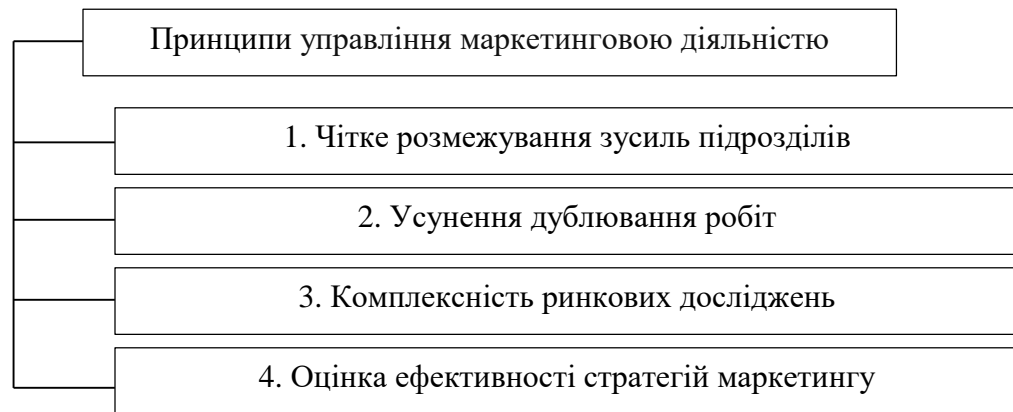 Принципи управління маркетинговою діяльністю
1. Чітке розмежування зусиль підрозділів
2. Усунення дублювання робіт
3. Комплексність ринкових досліджень
4. Оцінка ефективності стратегій маркетингу